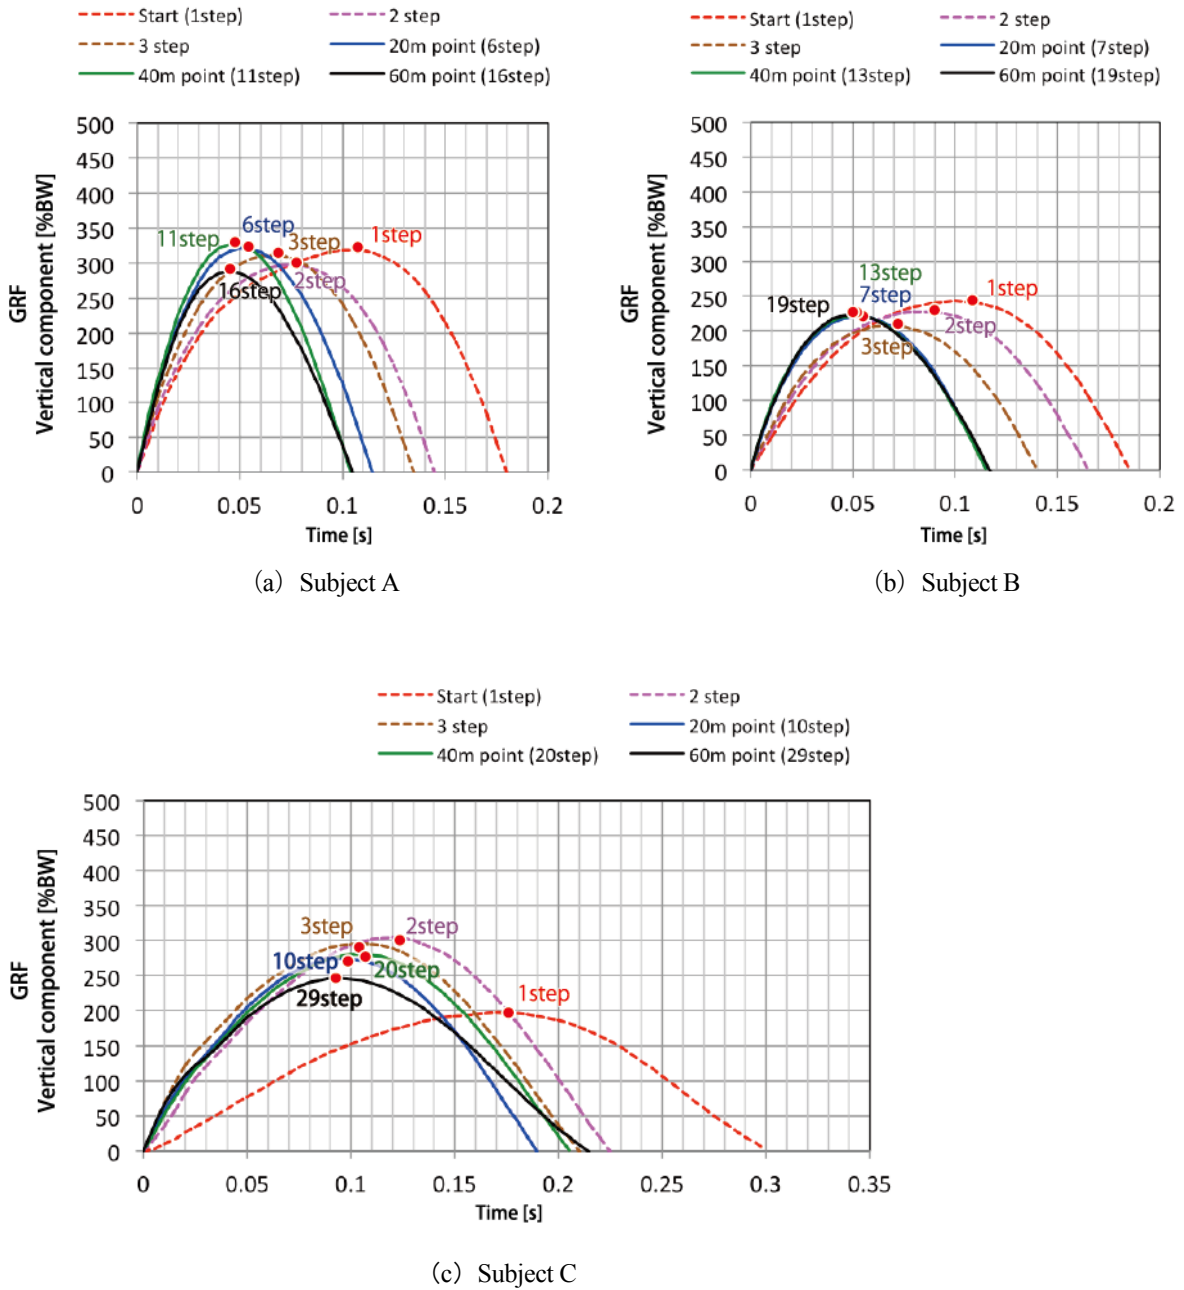 Start (1step)
2 step
3 step
20m point (6step)
40m point (11step)
60m point (16step)
GRF
Vertical component [%BW]
500
450
400
350
300
250
200
150
100
50
0
11step
6step
3step
1step
2step
16step
0 0.05 0.1 0.15 0.2
Time [s]
(a) Subject A
Start (1step)
2 step
3 step
20m point (7step)
40m point (13step)
60m point (19step)
GRF
Vertical component [%BW]
500
450
400
350
300
250
200
150
100
50
0
13step
7step
1step
19step
2step
3step
0 0.05 0.1 0.15 0.2
Time [s]
(b) Subject B
Start (1step)
2 step
3 step
20m point (10step)
40m point (20step)
60m point (29step)
GRF
Vertical component [%BW]
500
450
400
350
300
250
200
150
100
50
0
3step
2step
10step
20step
29step
1step
0 0.05 0.1 0.15 0.2 0.25 0.3 0.35
Time [s]
(c) Subject C